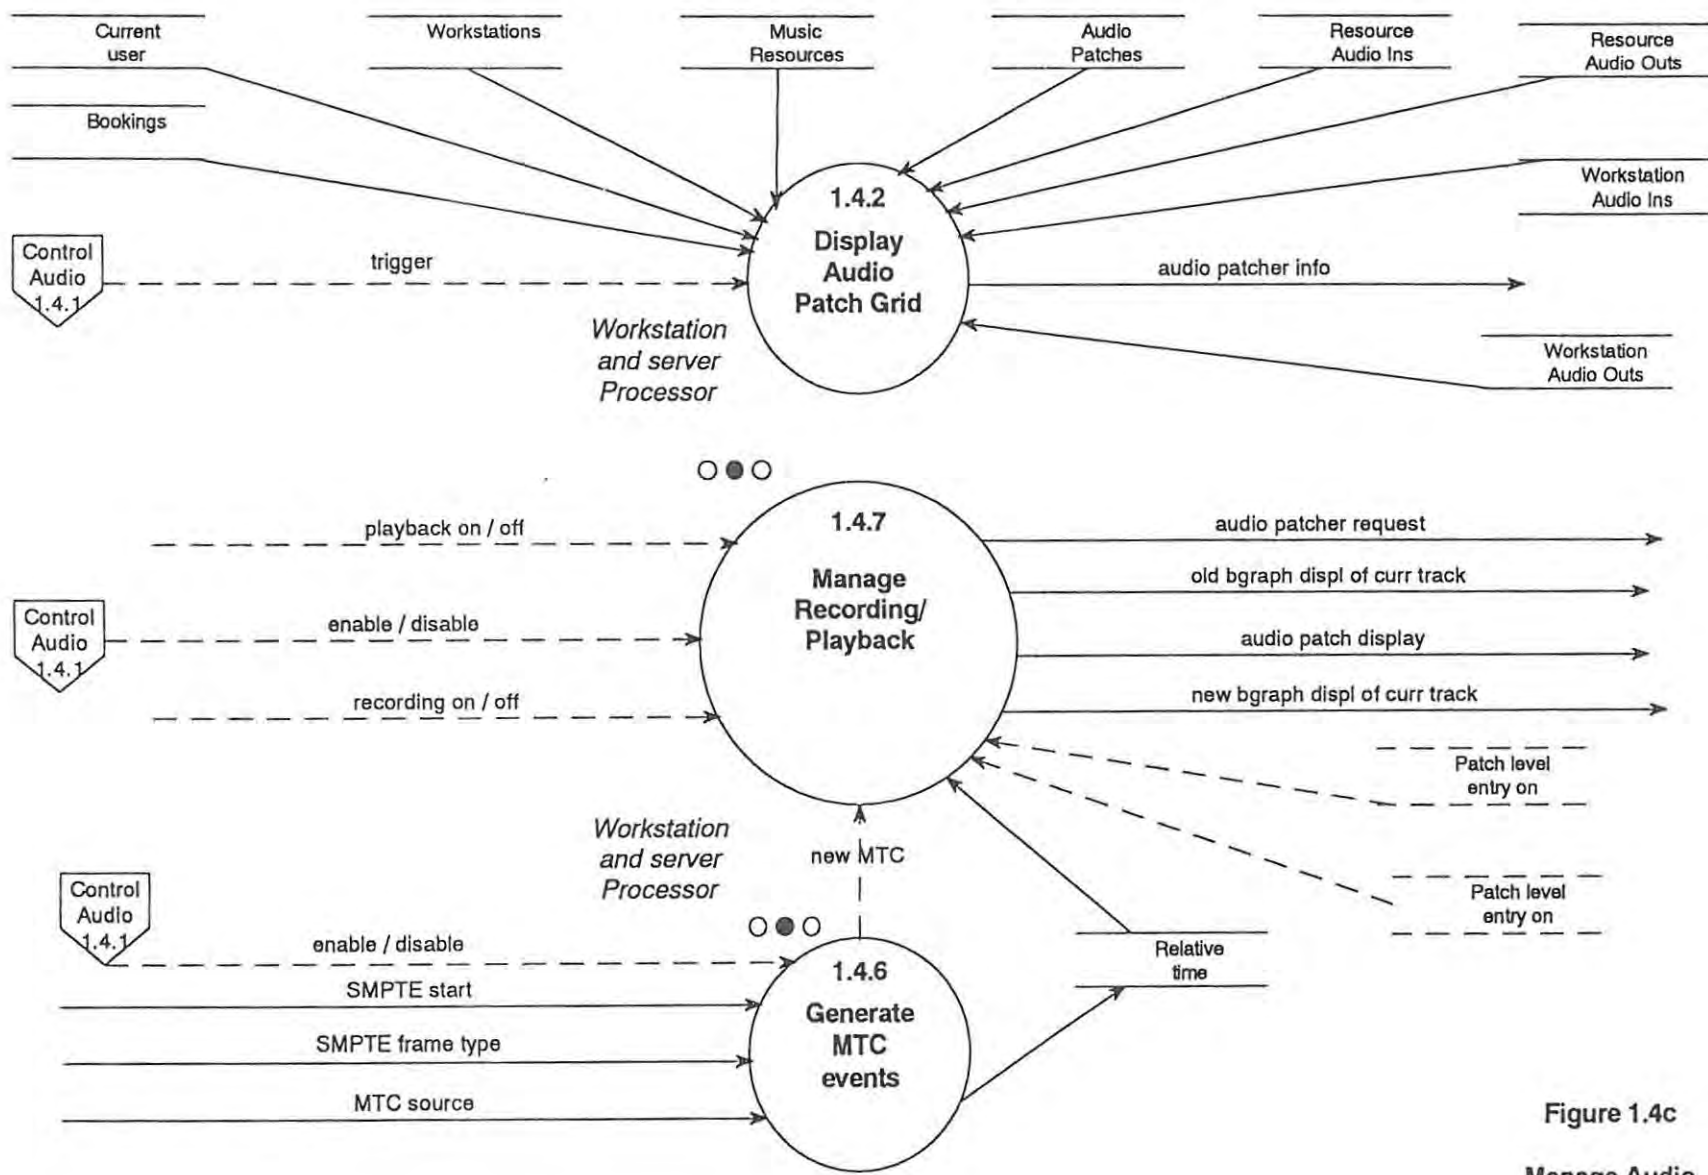 Current
user
Workstations
Music
Resources
Audio
Patches
Resource
Audio Ins
Resource
Audio Outs
Bookings
Workstation
Audio Ins
1.4.2
Display
Audio
Patch Grid
Control
Audio
1.4.1
trigger
audio patcher info
Workstation
and server
Processor
Workstation
Audio Outs
playback on / off
1.4.7
Manage
Recording/
Playback
audio patcher request
old bgraph displ of curr track
Control
Audio
1.4.1
enable / disable
audio patch display
recording on / off
new bgraph displ of curr track
Patch level
entry on
Workstation
and server
Processor
new MTC
Control
Audio
1.4.1
Patch level
entry on
enable / disable
Relative
time
1.4.6
Generate
MTC
events
SMPTE start
SMPTE frame type
MTC source
Figure 1.4c
Manage Audio